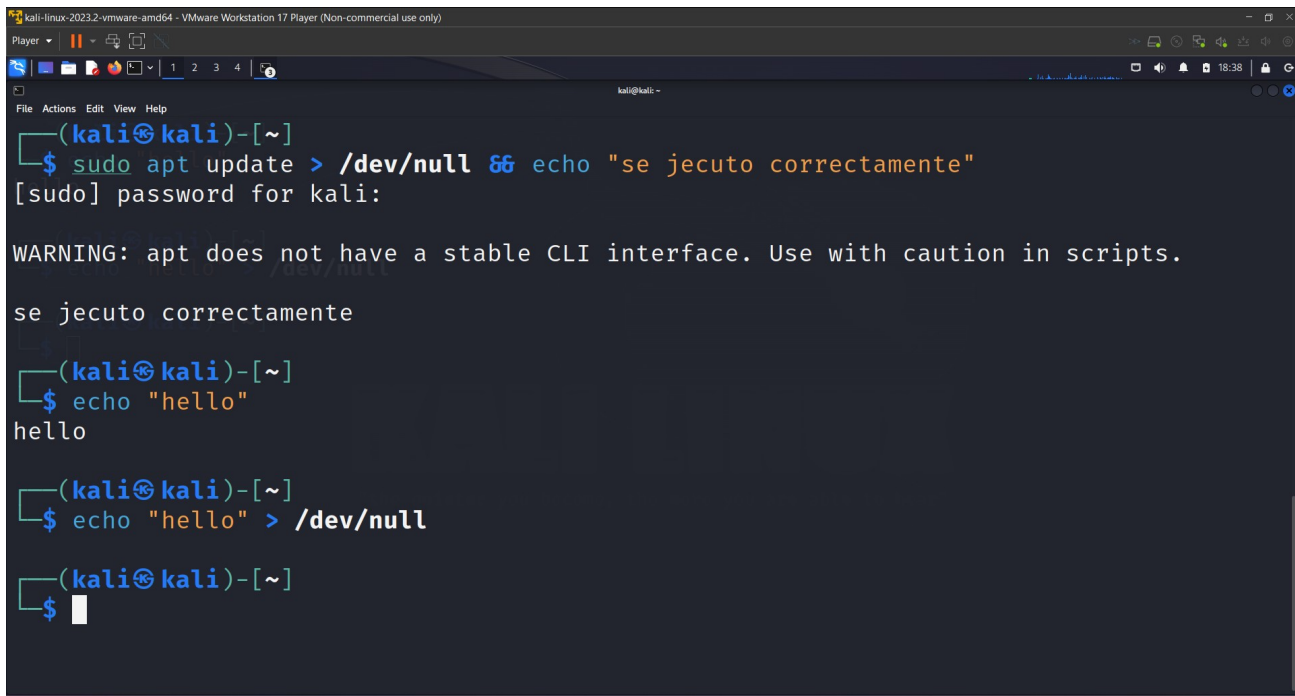 kali-linux-2023.2-vmware-amd64 - VMware Workstation 17 Player (Non-commercial use only)
Player
1 2 3 4 3 18:38
kali@kali: ~
File Actions Edit View Help
┌──(kali㉿kali)-[~]
└─$ sudo apt update > /dev/null && echo "se jecuto correctamente"
[sudo] password for kali:
WARNING: apt does not have a stable CLI interface. Use with caution in scripts.
se jecuto correctamente
┌──(kali㉿kali)-[~]
└─$ echo "hello"
hello
┌──(kali㉿kali)-[~]
└─$ echo "hello" > /dev/null
┌──(kali㉿kali)-[~]
└─$